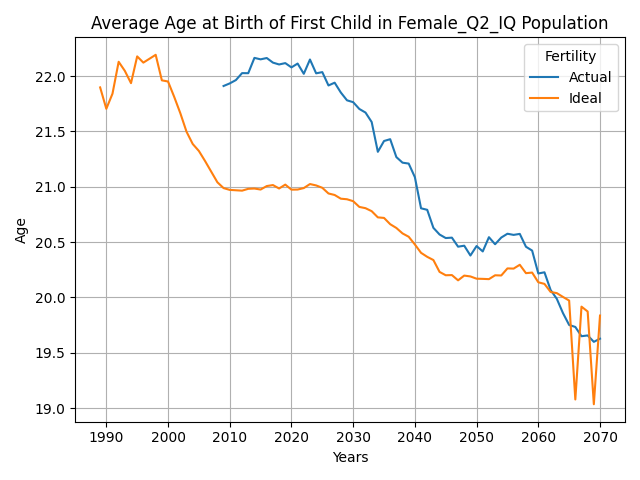 Average Age at Birth of First Child in Female_Q2_IQ Population
Fertility
Actual
Ideal
22.0
21.5
21.0
20.5
20.0
19.5
19.0
Age
1990 2000 2010 2020 2030 2040 2050 2060 2070
Years